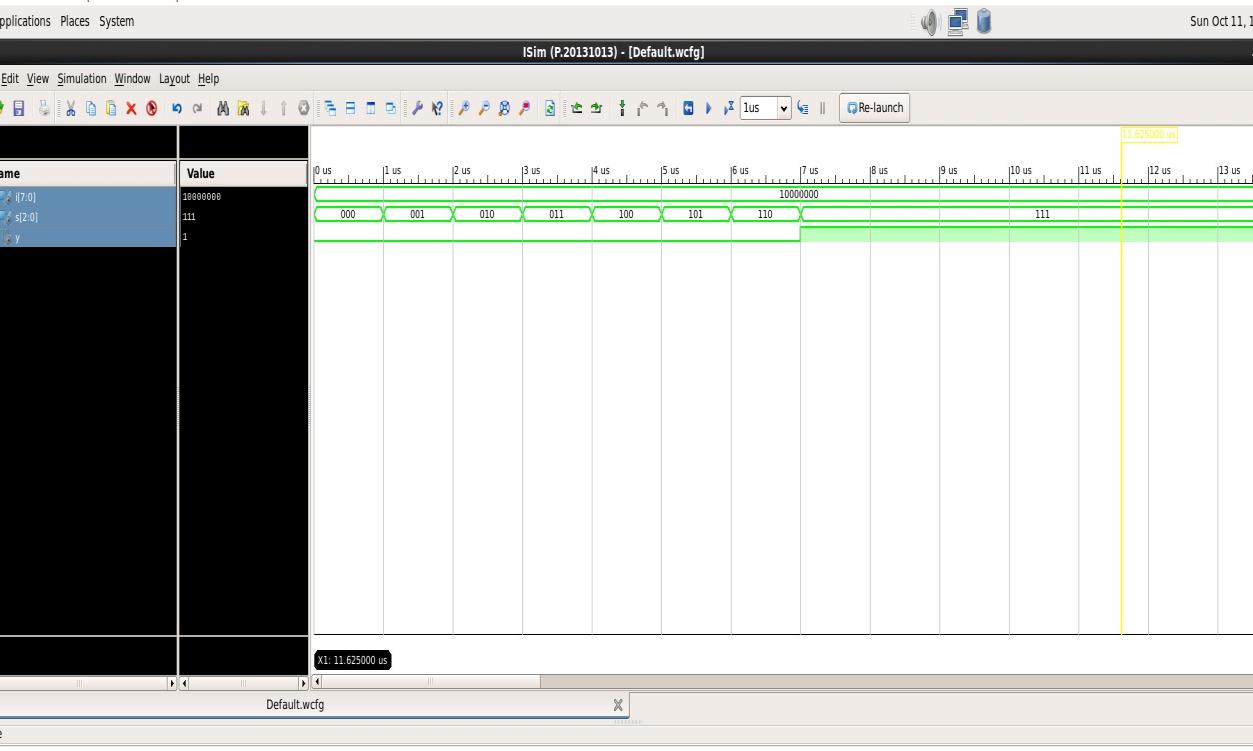 pplications Places System
Sun Oct 11, 1
ISim (P.20131013) - [Default.wcfg]
Edit View Simulation Window Layout Help
1us Re-launch
11.625000 us
ame Value
0 us 1 us 2 us 3 us 4 us 5 us 6 us 7 us 8 us 9 us 10 us 11 us 12 us 13 us
i[7:0] 10000000 10000000
s[2:0] 111 000 001 010 011 100 101 110 111
y 1
X1: 11.625000 us
Default.wcfg
e